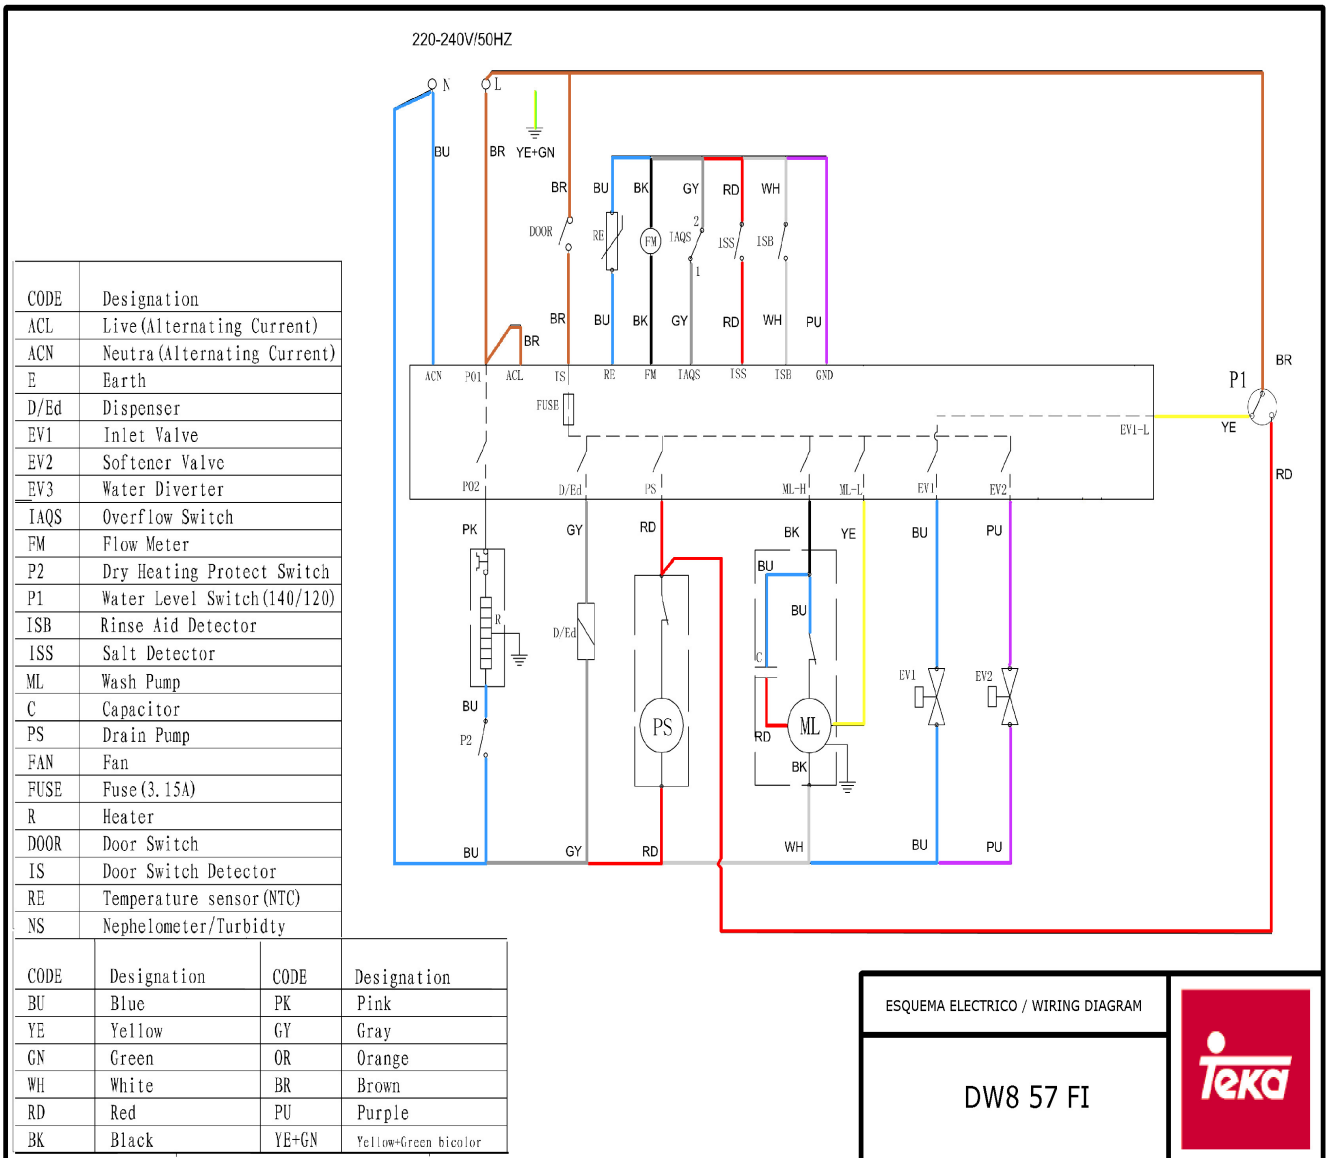 220-240V/50HZ
N
L
BU
BR
YE+GN
BR
BU
BK
GY
RD
WH
DOOR
RE
FM
IAQS
2
1
ISS
ISB
BR
BR
BU
BK
GY
RD
WH
PU
ACN
P01
ACL
IS
RE
FM
IAQS
ISS
ISB
GND
FUSE
EV1-L
YE
P1
BR
RD
P02
D/Ed
PS
ML-H
ML-L
EV1
EV2
PK
GY
RD
BK
YE
BU
PU
BU
BU
R
D/Ed
C
EV1
EV2
BU
P2
PS
RD
ML
BK
BU
GY
RD
WH
BU
PU
CODE Designation
ACL Live(Alternating Current)
ACN Neutra(Alternating Current)
E Earth
D/Ed Dispenser
EV1 Inlet Valve
EV2 Softener Valve
EV3 Water Diverter
IAQS Overflow Switch
FM Flow Meter
P2 Dry Heating Protect Switch
P1 Water Level Switch(140/120)
ISB Rinse Aid Detector
ISS Salt Detector
ML Wash Pump
C Capacitor
PS Drain Pump
FAN Fan
FUSE Fuse(3.15A)
R Heater
DOOR Door Switch
IS Door Switch Detector
RE Temperature sensor(NTC)
NS Nephelometer/Turbidty
CODE Designation CODE Designation
BU Blue PK Pink
YE Yellow GY Gray
GN Green OR Orange
WH White BR Brown
RD Red PU Purple
BK Black YE+GN Yellow+Green bicolor
ESQUEMA ELECTRICO / WIRING DIAGRAM
DW8 57 FI
Teka